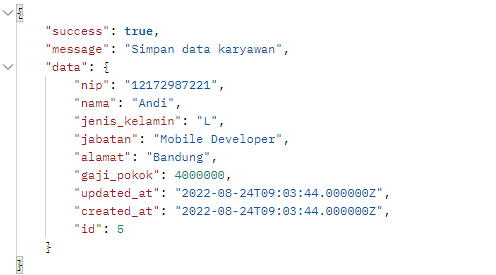 {
"success": true,
"message": "Simpan data karyawan",
"data": {
"nip": "12172987221",
"nama": "Andi",
"jenis_kelamin": "L",
"jabatan": "Mobile Developer",
"alamat": "Bandung",
"gaji_pokok": 4000000,
"updated_at": "2022-08-24T09:03:44.000000Z",
"created_at": "2022-08-24T09:03:44.000000Z",
"id": 5
}
}